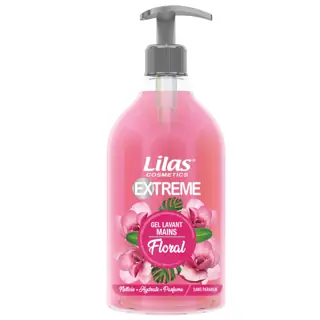 Lilas®
COSMETICS
EXTREME
GEL LAVANT
MAINS
Floral
Nettoie • Hydrate • Parfume
SANS PARABEN